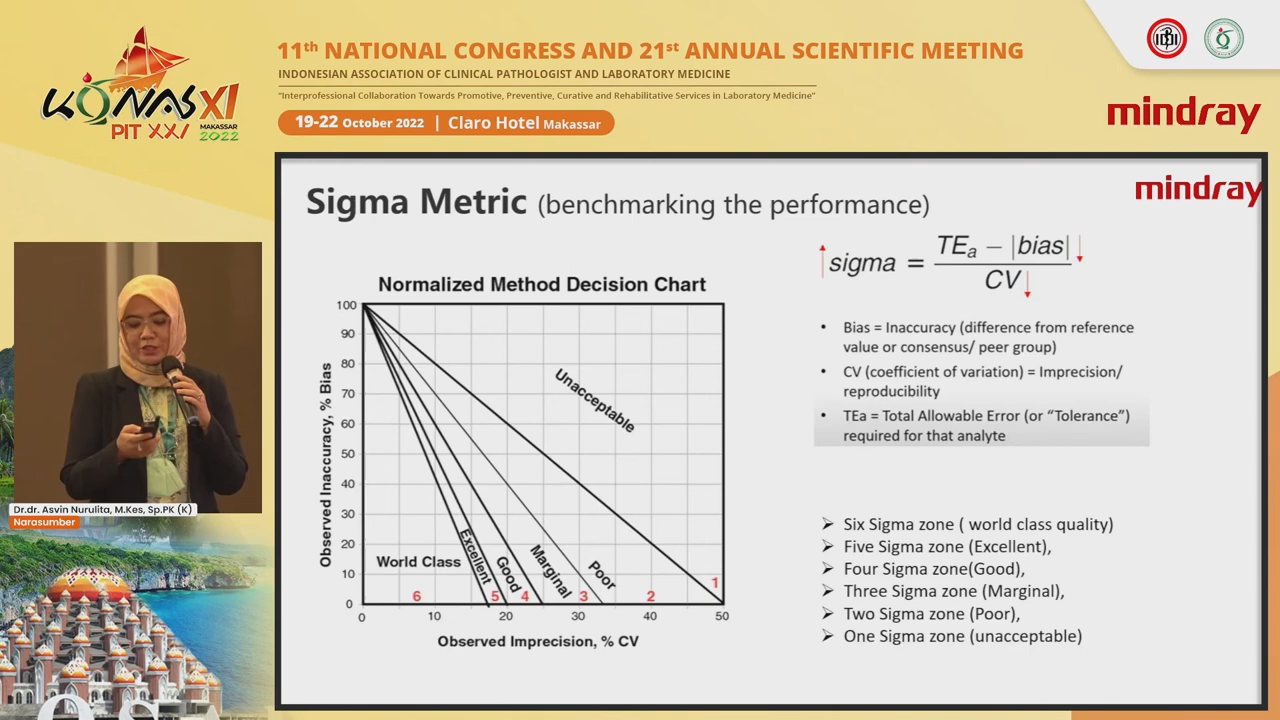 KONAS XI
PIT XXI
MAKASSAR
2022
11th NATIONAL CONGRESS AND 21st ANNUAL SCIENTIFIC MEETING
INDONESIAN ASSOCIATION OF CLINICAL PATHOLOGIST AND LABORATORY MEDICINE
"Interprofessional Collaboration Towards Promotive, Preventive, Curative and Rehabilitative Services in Laboratory Medicine"
19-22 October 2022 | Claro Hotel Makassar
mindray
mindray
Sigma Metric (benchmarking the performance)
sigma = TEa − |bias|
CV
Normalized Method Decision Chart
Observed Inaccuracy, % Bias
100
90
80
70
60
50
40
30
20
10
0
Unacceptable
World Class
Excellent
Good
Marginal
Poor
6
5
4
3
2
1
0
10
20
30
40
50
Observed Imprecision, % CV
• Bias = Inaccuracy (difference from reference
value or consensus/ peer group)
• CV (coefficient of variation) = Imprecision/
reproducibility
• TEa = Total Allowable Error (or “Tolerance”)
required for that analyte
➢ Six Sigma zone ( world class quality)
➢ Five Sigma zone (Excellent),
➢ Four Sigma zone(Good),
➢ Three Sigma zone (Marginal),
➢ Two Sigma zone (Poor),
➢ One Sigma zone (unacceptable)
Dr.dr. Asvin Nurulita, M.Kes, Sp.PK (K)
Narasumber